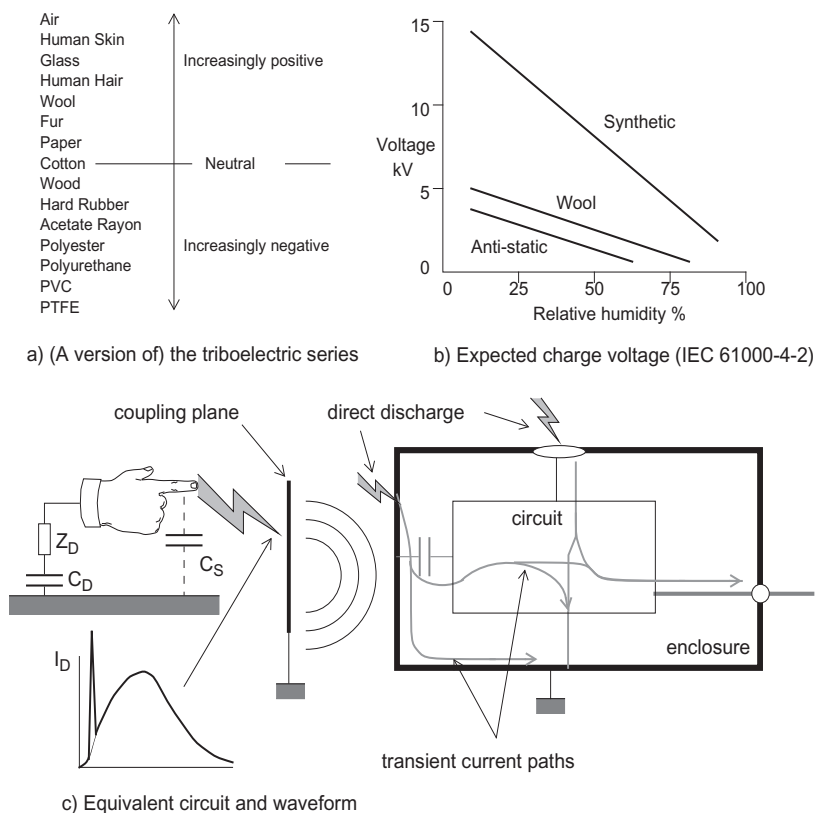 Air
Human Skin
Glass
Increasingly positive
Human Hair
Wool
Fur
Paper
Cotton
Neutral
Wood
Hard Rubber
Acetate Rayon
Polyester
Increasingly negative
Polyurethane
PVC
PTFE
a) (A version of) the triboelectric series
15
10
Voltage
kV
5
0
Synthetic
Wool
Anti-static
0 25 50 75 100
Relative humidity %
b) Expected charge voltage (IEC 61000-4-2)
coupling plane
direct discharge
circuit
Z_D
C_S
C_D
enclosure
I_D
transient current paths
c) Equivalent circuit and waveform